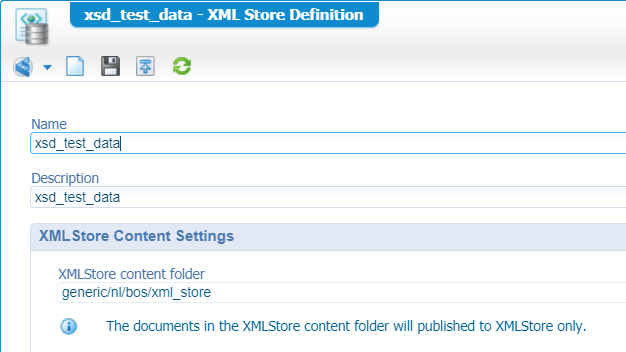 xsd_test_data - XML Store Definition
Name
xsd_test_data
Description
xsd_test_data
XMLStore Content Settings
XMLStore content folder
generic/nl/bos/xml_store
The documents in the XMLStore content folder will published to XMLStore only.